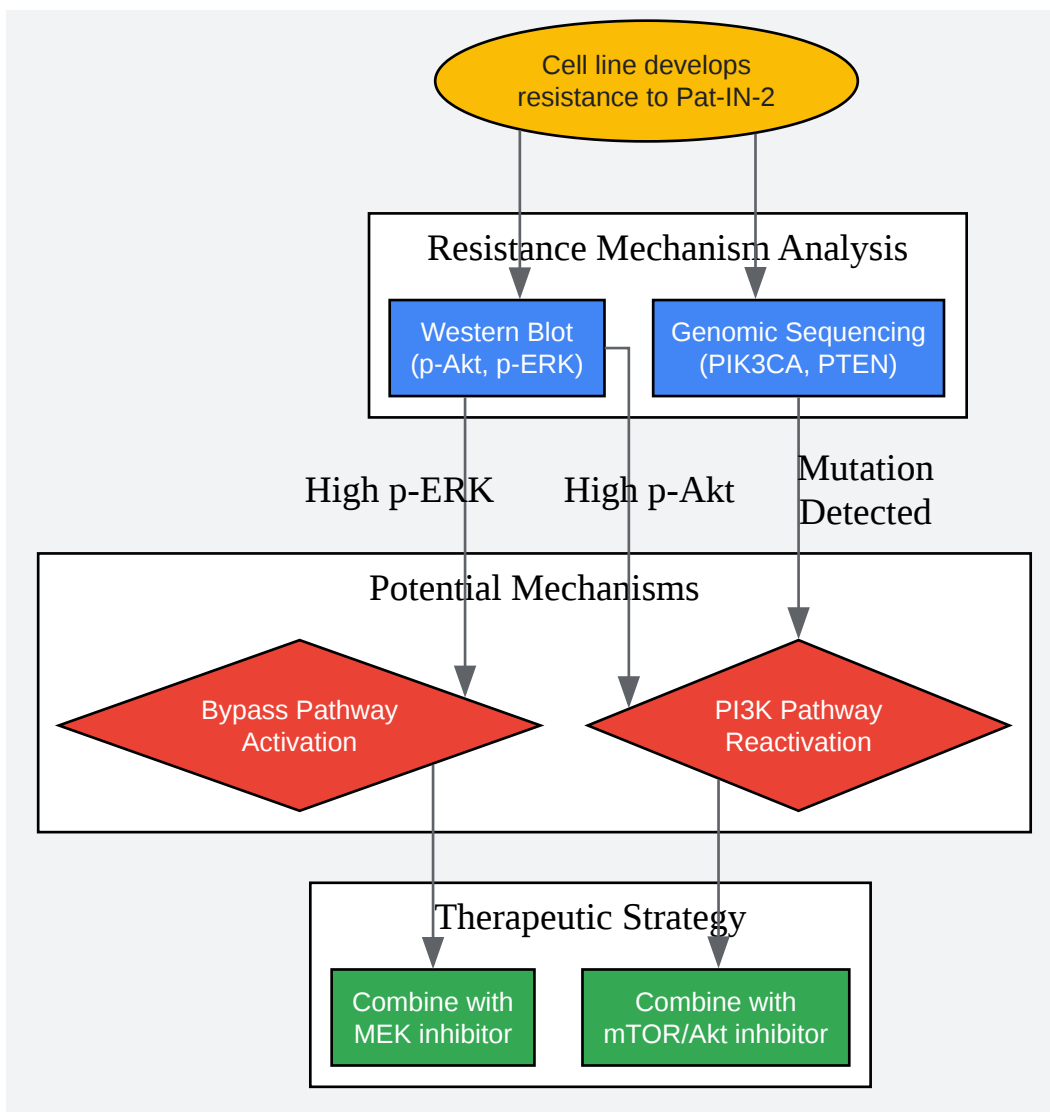 Cell line develops
resistance to Pat-IN-2
Resistance Mechanism Analysis
Western Blot
(p-Akt, p-ERK)
Genomic Sequencing
(PIK3CA, PTEN)
High p-ERK
High p-Akt
Mutation
Detected
Potential Mechanisms
Bypass Pathway
Activation
PI3K Pathway
Reactivation
Therapeutic Strategy
Combine with
MEK inhibitor
Combine with
mTOR/Akt inhibitor